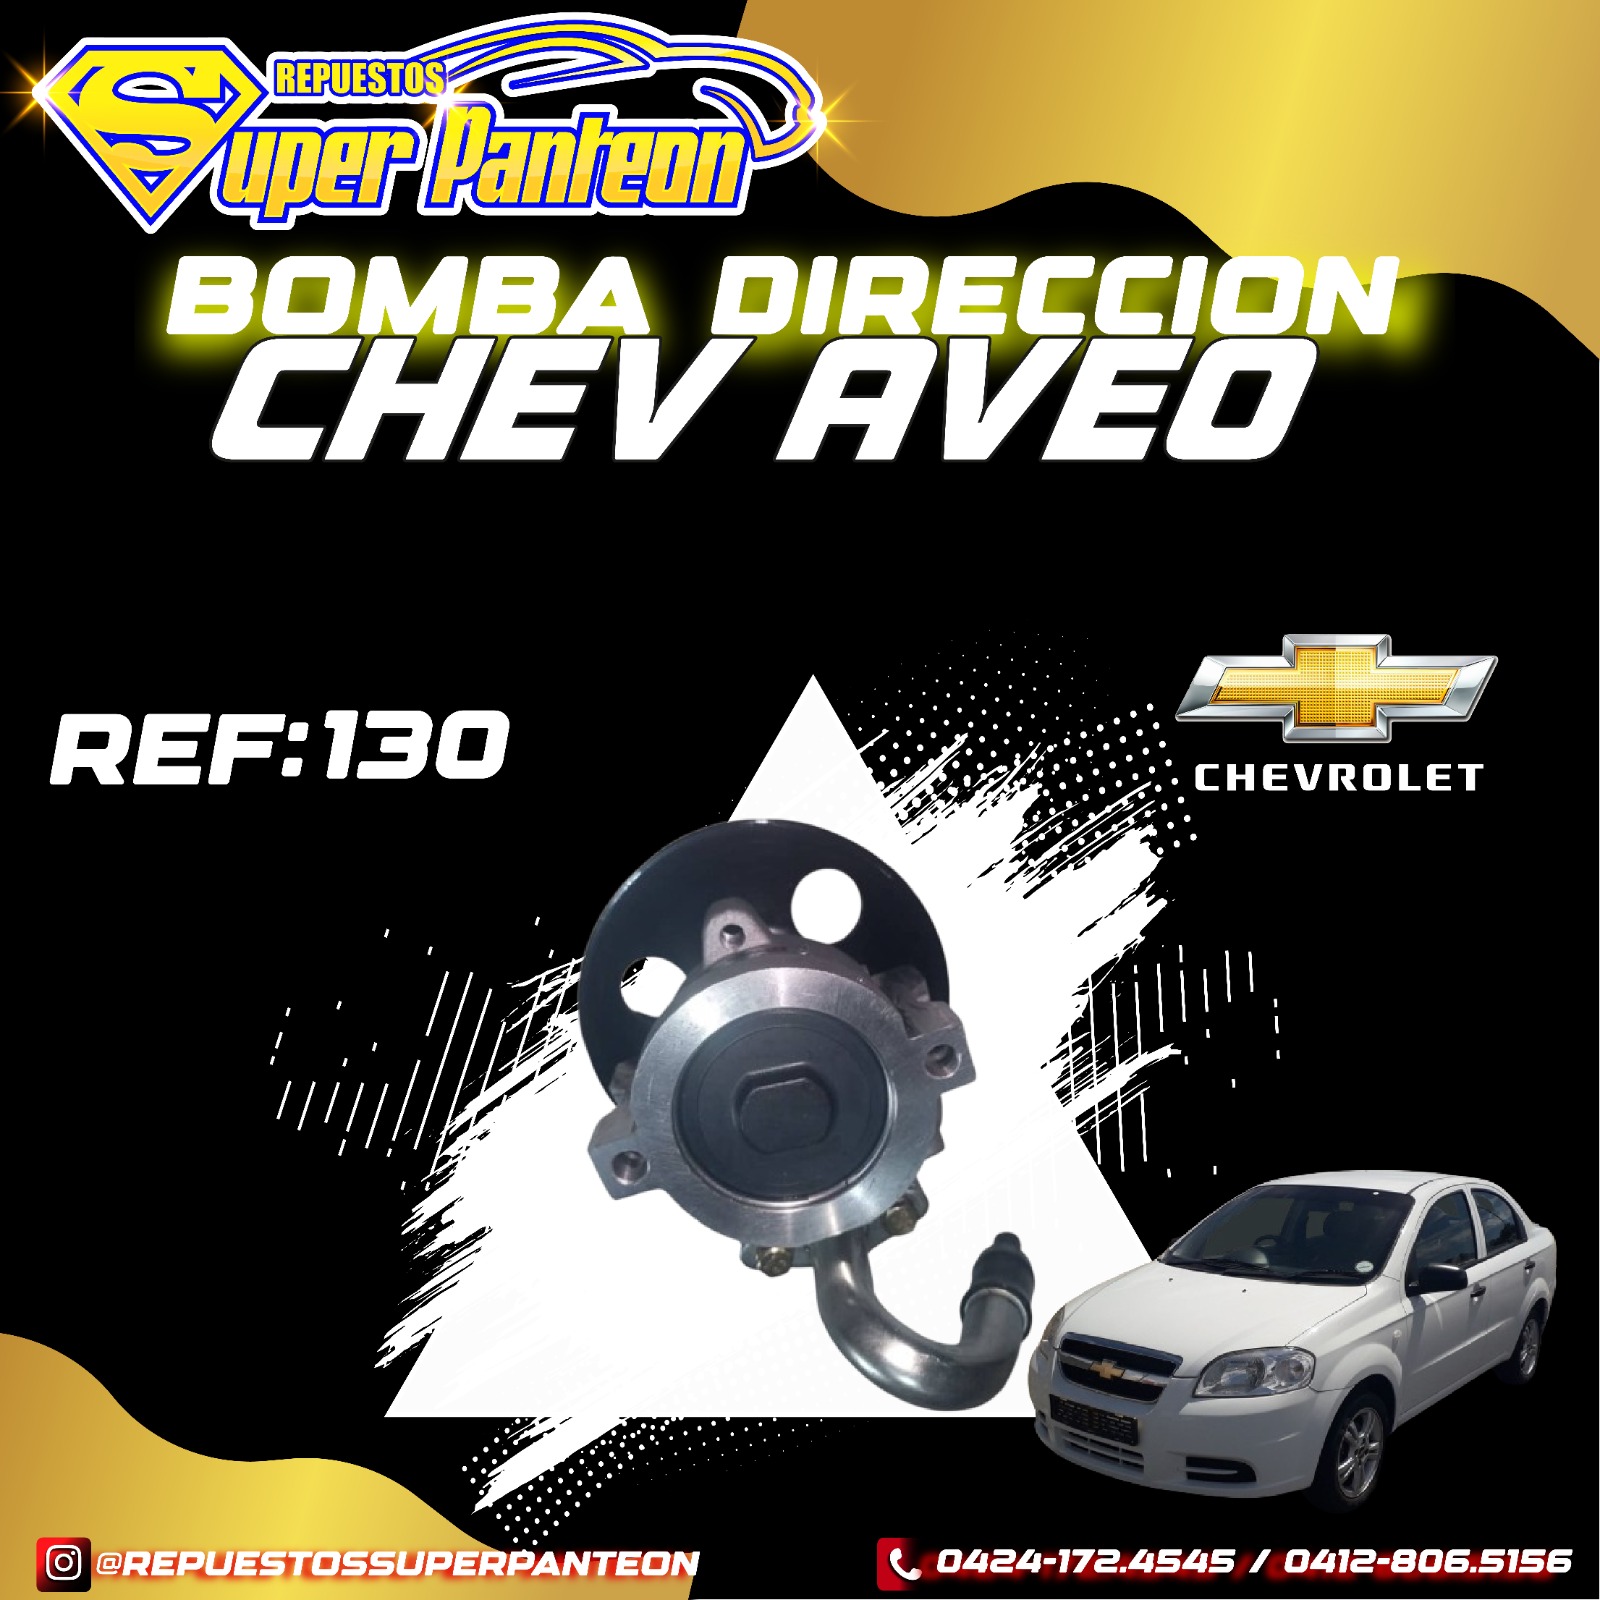 REPUESTOS
Super Panteon
BOMBA DIRECCION
CHEV AVEO
REF:130
CHEVROLET
@REPUESTOSSUPERPANTEON
0424-172.4545 / 0412-806.5156